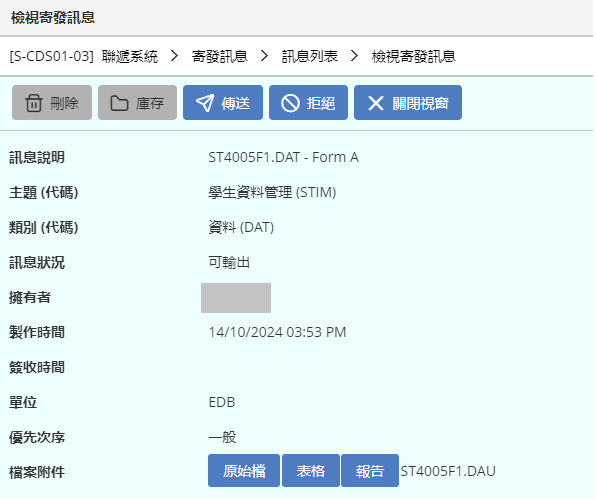 檢視寄發訊息
[S-CDS01-03] 聯遞系統 > 寄發訊息 > 訊息列表 > 檢視寄發訊息
刪除 庫存 傳送 拒絕 關閉視窗
訊息說明 ST4005F1.DAT - Form A
主題 (代碼) 學生資料管理 (STIM)
類別 (代碼) 資料 (DAT)
訊息狀況 可輸出
擁有者
製作時間 14/10/2024 03:53 PM
簽收時間
單位 EDB
優先次序 一般
檔案附件 原始檔 表格 報告 ST4005F1.DAU